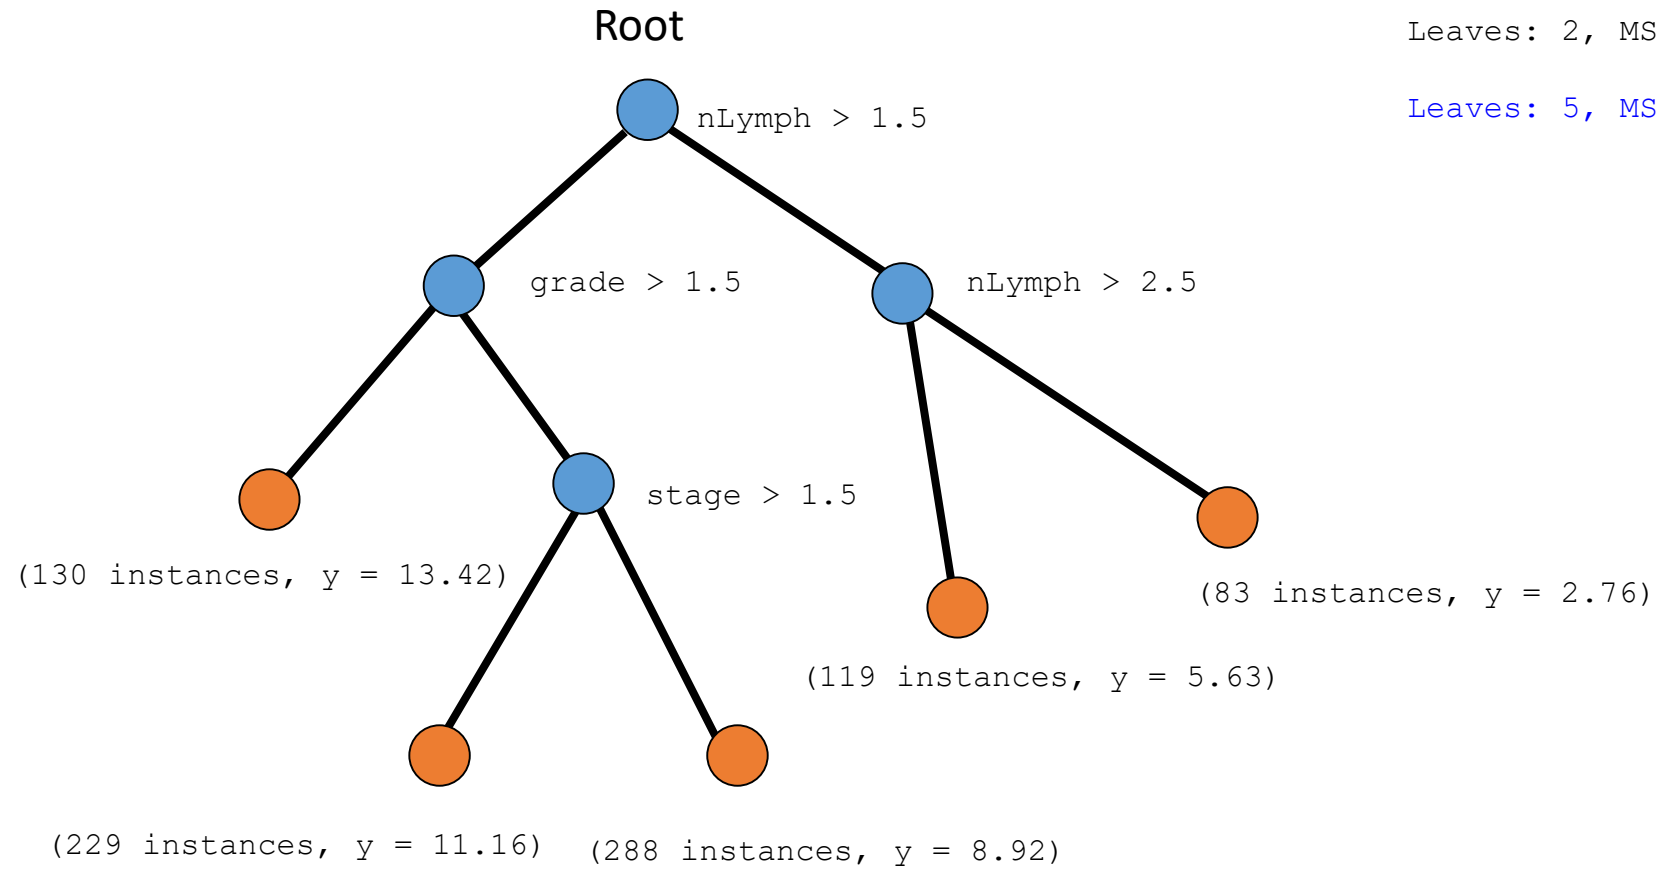 Root
Leaves: 2, MS
nLymph > 1.5
Leaves: 5, MS
grade > 1.5
nLymph > 2.5
stage > 1.5
(130 instances, y = 13.42)
(83 instances, y = 2.76)
(119 instances, y = 5.63)
(229 instances, y = 11.16)
(288 instances, y = 8.92)